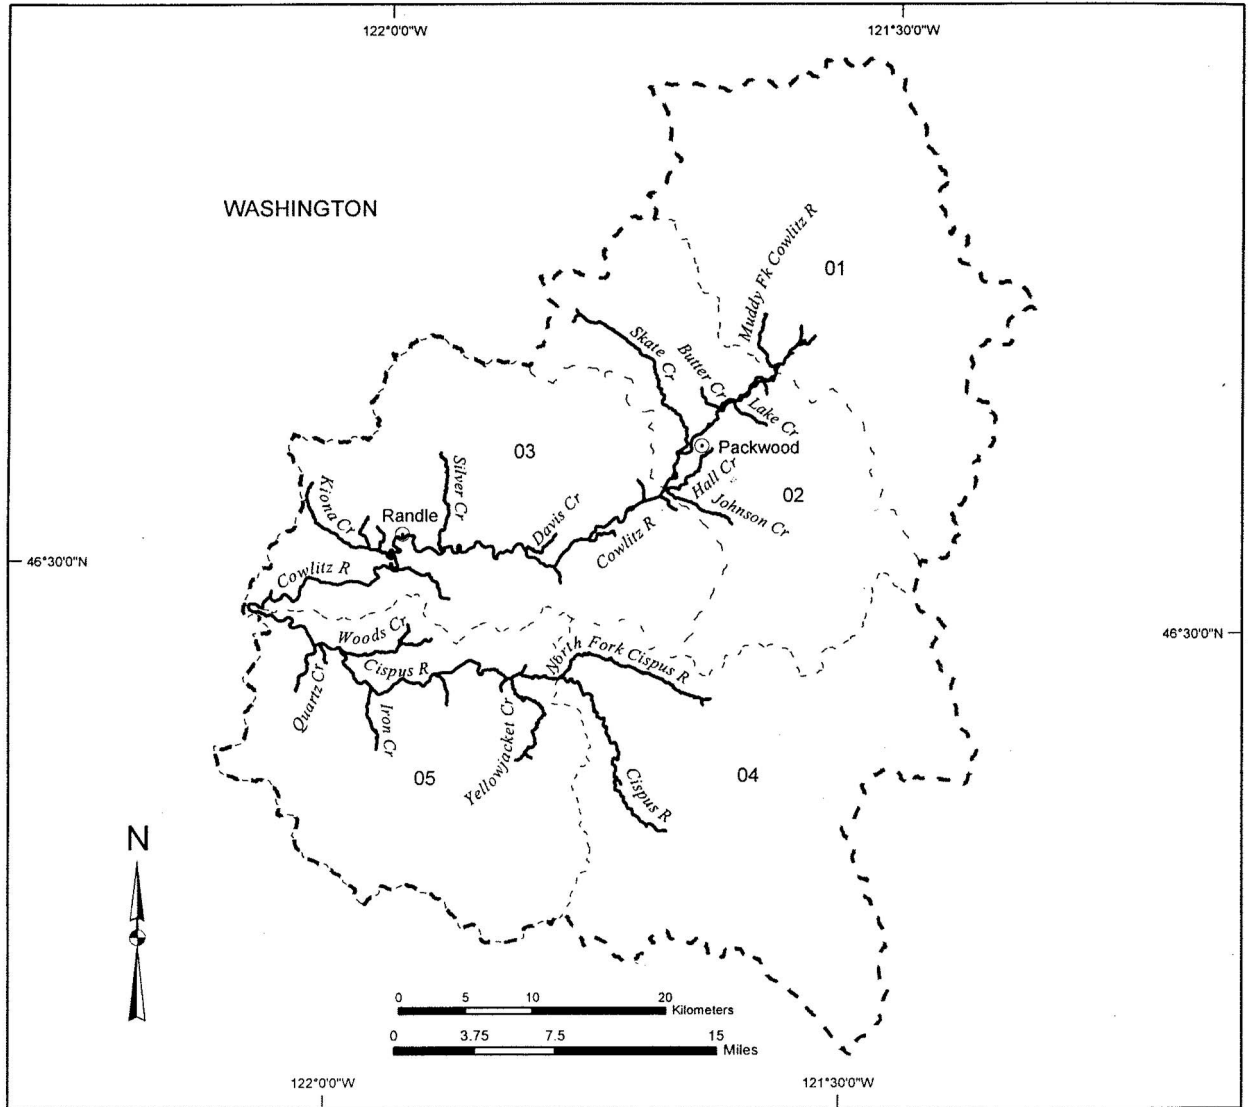 122°0'0"W
121°30'0"W
WASHINGTON
Muddy Fk Cowlitz R
01
Skate Cr
Butter Cr
Lake Cr
Packwood
03
Hall Cr
02
Johnson Cr
Silver Cr
Kiona Cr
Randle
Davis Cr
Cowlitz R
46°30'0"N
Cowlitz R
Woods Cr
46°30'0"N
North Fork Cispus R
Cispus R
Quartz Cr
Iron Cr
Yellowjacket Cr
05
04
Cispus R
N
0 5 10 20
Kilometers
0 3.75 7.5 15
Miles
122°0'0"W
121°30'0"W